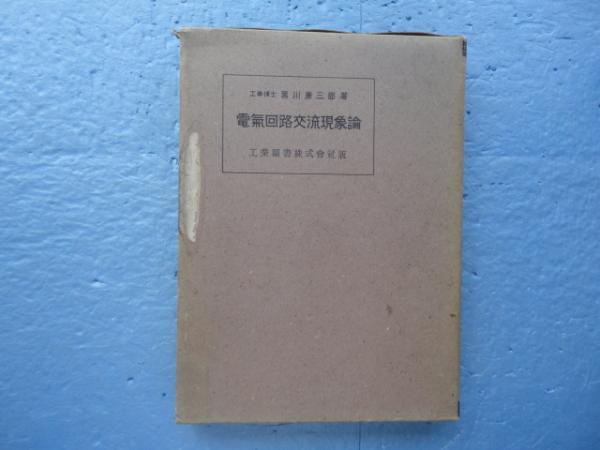 工學博士 黒川兼三郎著
電氣回路交流現象論
工業圖書株式會社版